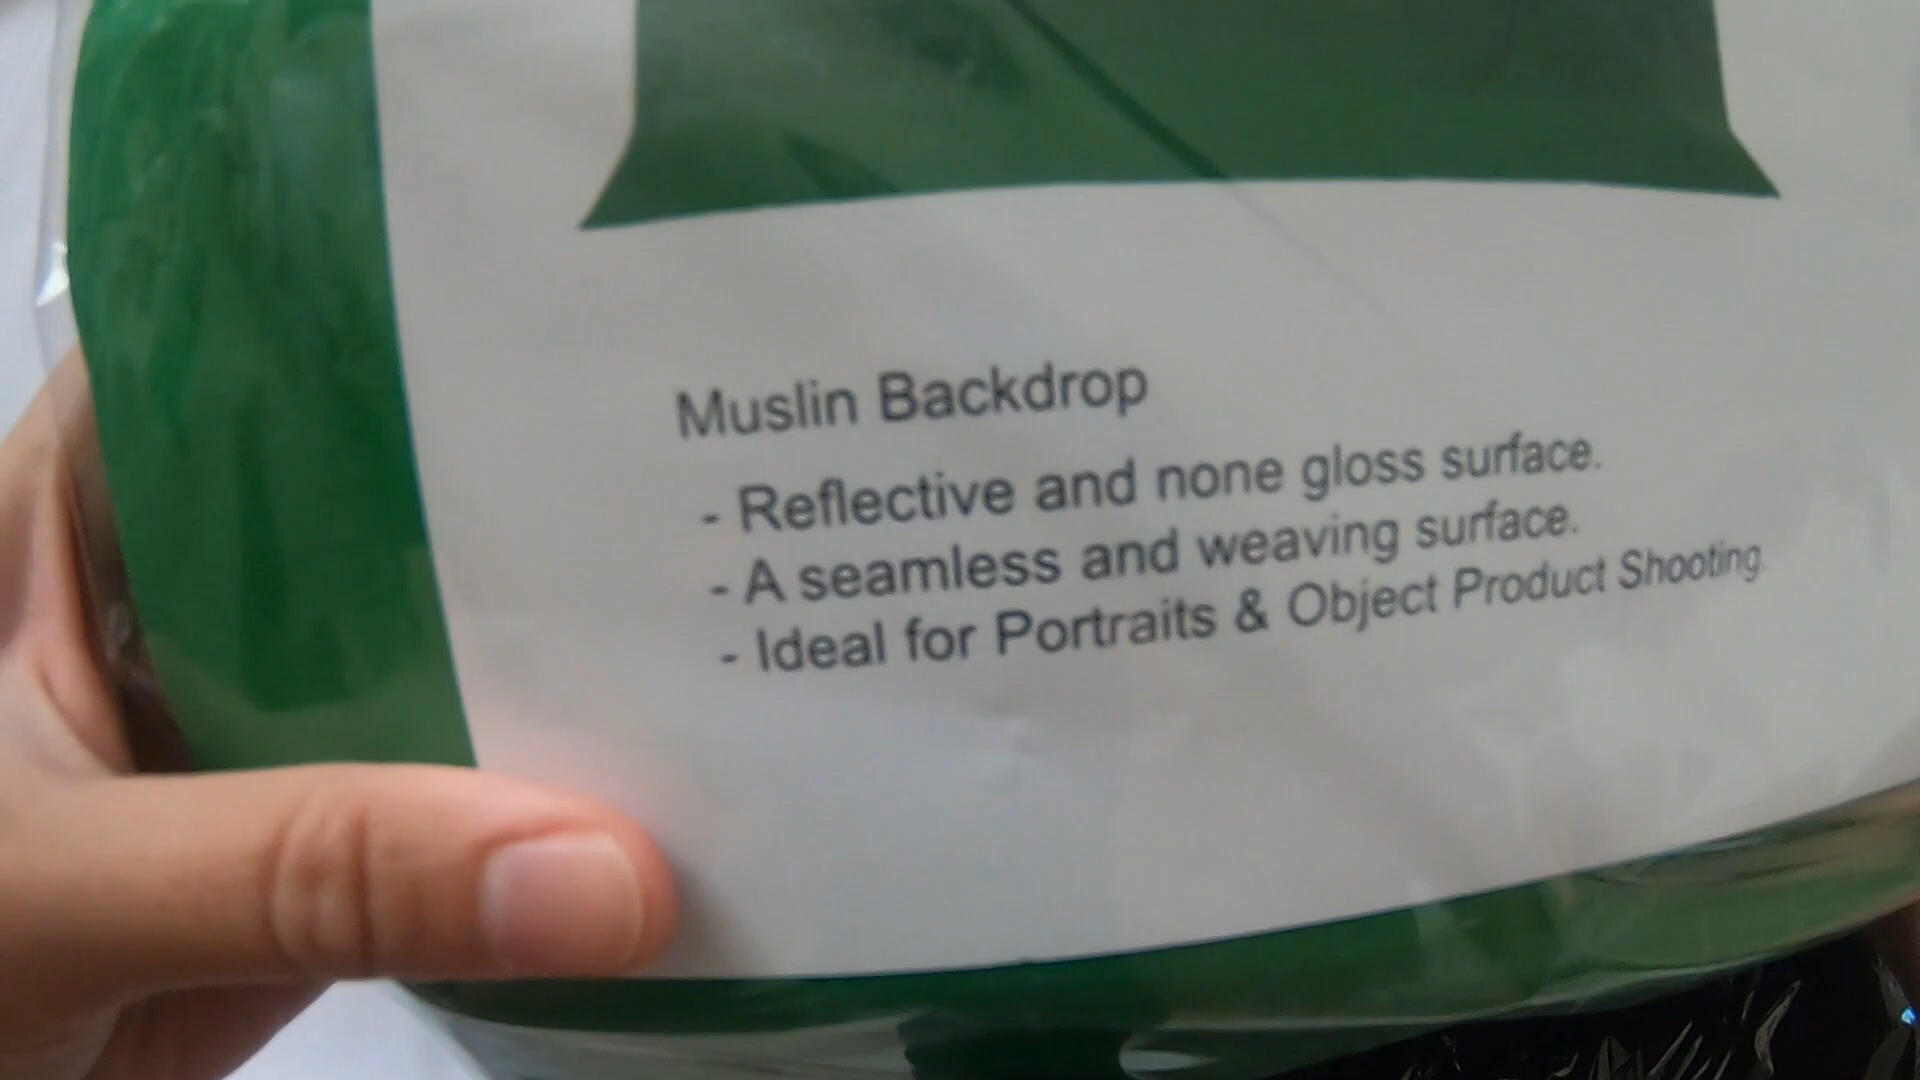 Muslin Backdrop
- Reflective and none gloss surface.
- A seamless and weaving surface.
- Ideal for Portraits & Object Product Shooting.